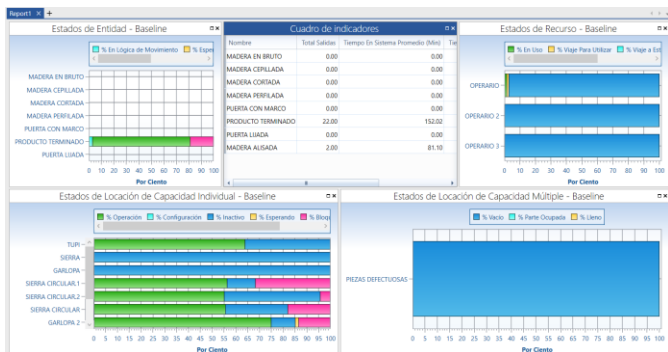 Report1 × +
Estados de Entidad - Baseline
% En Lógica de Movimiento % Espe
MADERA EN BRUTO
MADERA CEPILLADA
MADERA CORTADA
MADERA PERFILADA
PUERTA CON MARCO
PRODUCTO TERMINADO
PUERTA LIJADA
0 10 20 30 40 50 60 70 80 90 100
Por Ciento
Cuadro de indicadores
Nombre Total Salidas Tiempo En Sistema Promedio (Min) Tie
MADERA EN BRUTO 0.00 0.00
MADERA CEPILLADA 0.00 0.00
MADERA CORTADA 0.00 0.00
MADERA PERFILADA 0.00 0.00
PUERTA CON MARCO 0.00 0.00
PRODUCTO TERMINADO 22.00 152.02
PUERTA LIJADA 0.00 0.00
MADERA ALISADA 2.00 81.10
Estados de Recurso - Baseline
% En Uso % Viaje Para Utilizar % Viaje a Est
OPERARIO
OPERARIO 2
OPERARIO 3
0 10 20 30 40 50 60 70 80 90 100
Por Ciento
Estados de Locación de Capacidad Individual - Baseline
% Operación % Configuración % Inactivo % Esperando % Bloq
TUPI
SIERRA
GARLOPA
SIERRA CIRCULAR.1
SIERRA CIRCULAR.2
SIERRA CIRCULAR
GARLOPA 2
0 5 10 15 20 25 30 35 40 45 50 55 60 65 70 75 80 85 90 95 100
Por Ciento
Estados de Locación de Capacidad Múltiple - Baseline
% Vacío % Parte Ocupada % Lleno
PIEZAS DEFECTUOSAS
0 5 10 15 20 25 30 35 40 45 50 55 60 65 70 75 80 85 90 95 100
Por Ciento